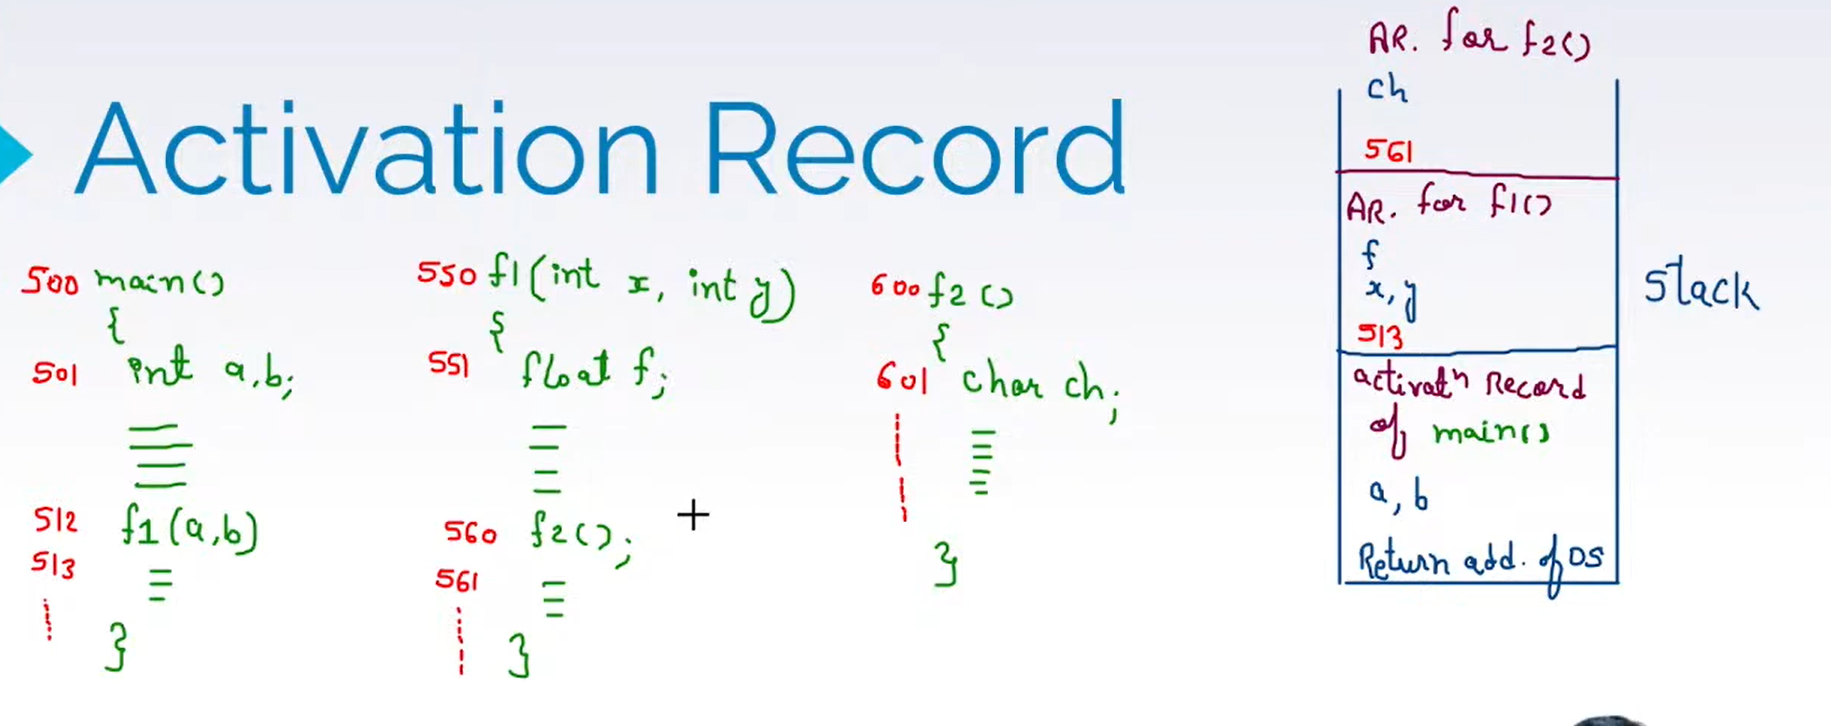 Activation Record
500 main()
{
501 int a,b;
512 f1(a,b)
513
}
550 f1(int x, int y)
{
551 float f;
560 f2();
561
}
600 f2()
{
601 char ch;
}
AR. for f2()
ch
561
AR. for f1()
f
x, y
513
activatⁿ Record
of main()
a, b
Return add. of OS
Stack